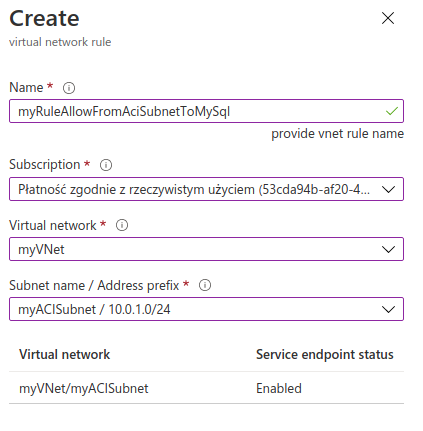 Create
virtual network rule
Name *
myRuleAllowFromAciSubnetToMySql
provide vnet rule name
Subscription *
Płatność zgodnie z rzeczywistym użyciem (53cda94b-af20-4...
Virtual network *
myVNet
Subnet name / Address prefix *
myACISubnet / 10.0.1.0/24
Virtual network Service endpoint status
myVNet/myACISubnet Enabled